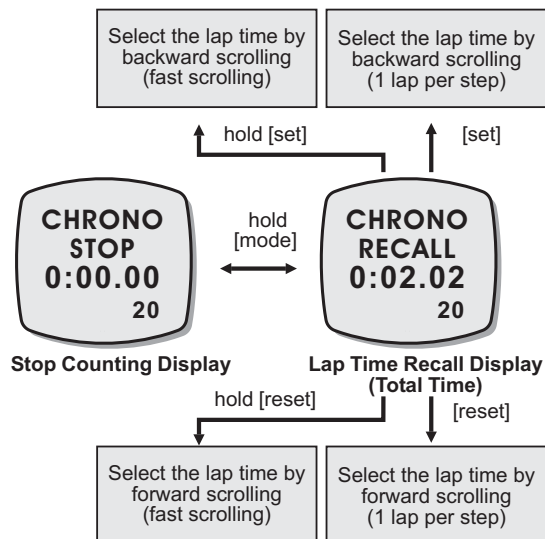 Select the lap time by
backward scrolling
(fast scrolling)
Select the lap time by
backward scrolling
(1 lap per step)
hold [set]
[set]
CHRONO
STOP
0:00.00
20
hold
[mode]
CHRONO
RECALL
0:02.02
20
Stop Counting Display
Lap Time Recall Display
(Total Time)
hold [reset]
[reset]
Select the lap time by
forward scrolling
(fast scrolling)
Select the lap time by
forward scrolling
(1 lap per step)